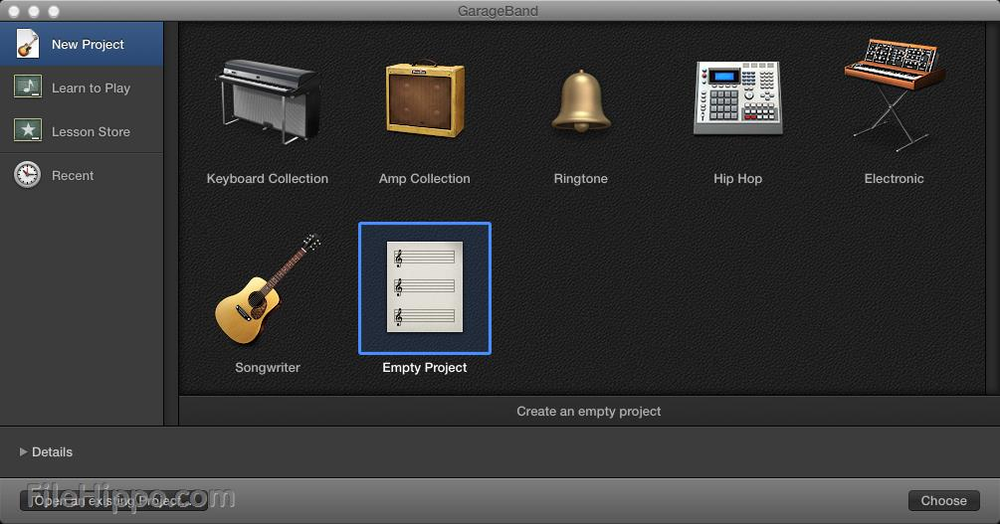 GarageBand
New Project
Learn to Play
Lesson Store
Recent
Keyboard Collection
Amp Collection
Ringtone
Hip Hop
Electronic
Songwriter
Empty Project
Create an empty project
Details
Open an existing Project...
FileHippo.com
Choose